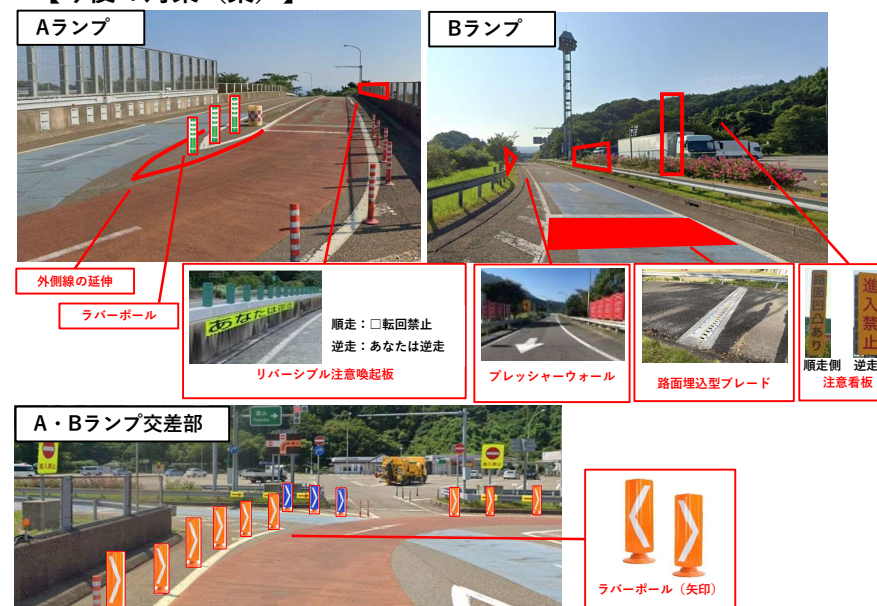 【今後の対策（案）】
Aランプ
Bランプ
外側線の延伸
ラバーポール
あなたは逆走
順走：□転回禁止
逆走：あなたは逆走
リバーシブル注意喚起板
プレッシャーウォール
路面埋込型ブレード
路面凹凸あり
進入禁止
順走側
逆走
注意看板
A・Bランプ交差部
進入禁止
ラバーポール（矢印）